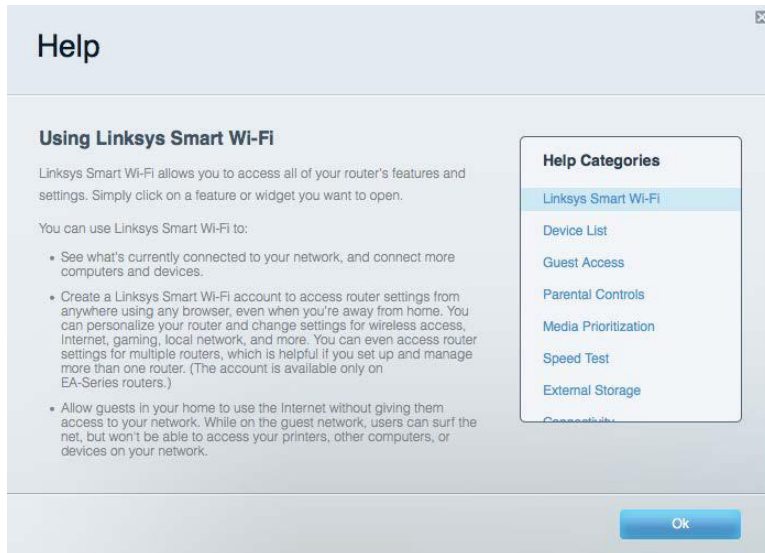 Help
Using Linksys Smart Wi-Fi
Linksys Smart Wi-Fi allows you to access all of your router's features and
settings. Simply click on a feature or widget you want to open.
You can use Linksys Smart Wi-Fi to:
• See what's currently connected to your network, and connect more
computers and devices.
• Create a Linksys Smart Wi-Fi account to access router settings from
anywhere using any browser, even when you're away from home. You
can personalize your router and change settings for wireless access,
Internet, gaming, local network, and more. You can even access router
settings for multiple routers, which is helpful if you set up and manage
more than one router. (The account is available only on
EA-Series routers.)
• Allow guests in your home to use the Internet without giving them
access to your network. While on the guest network, users can surf the
net, but won't be able to access your printers, other computers, or
devices on your network.
Help Categories
Linksys Smart Wi-Fi
Device List
Guest Access
Parental Controls
Media Prioritization
Speed Test
External Storage
Connectivity
Ok